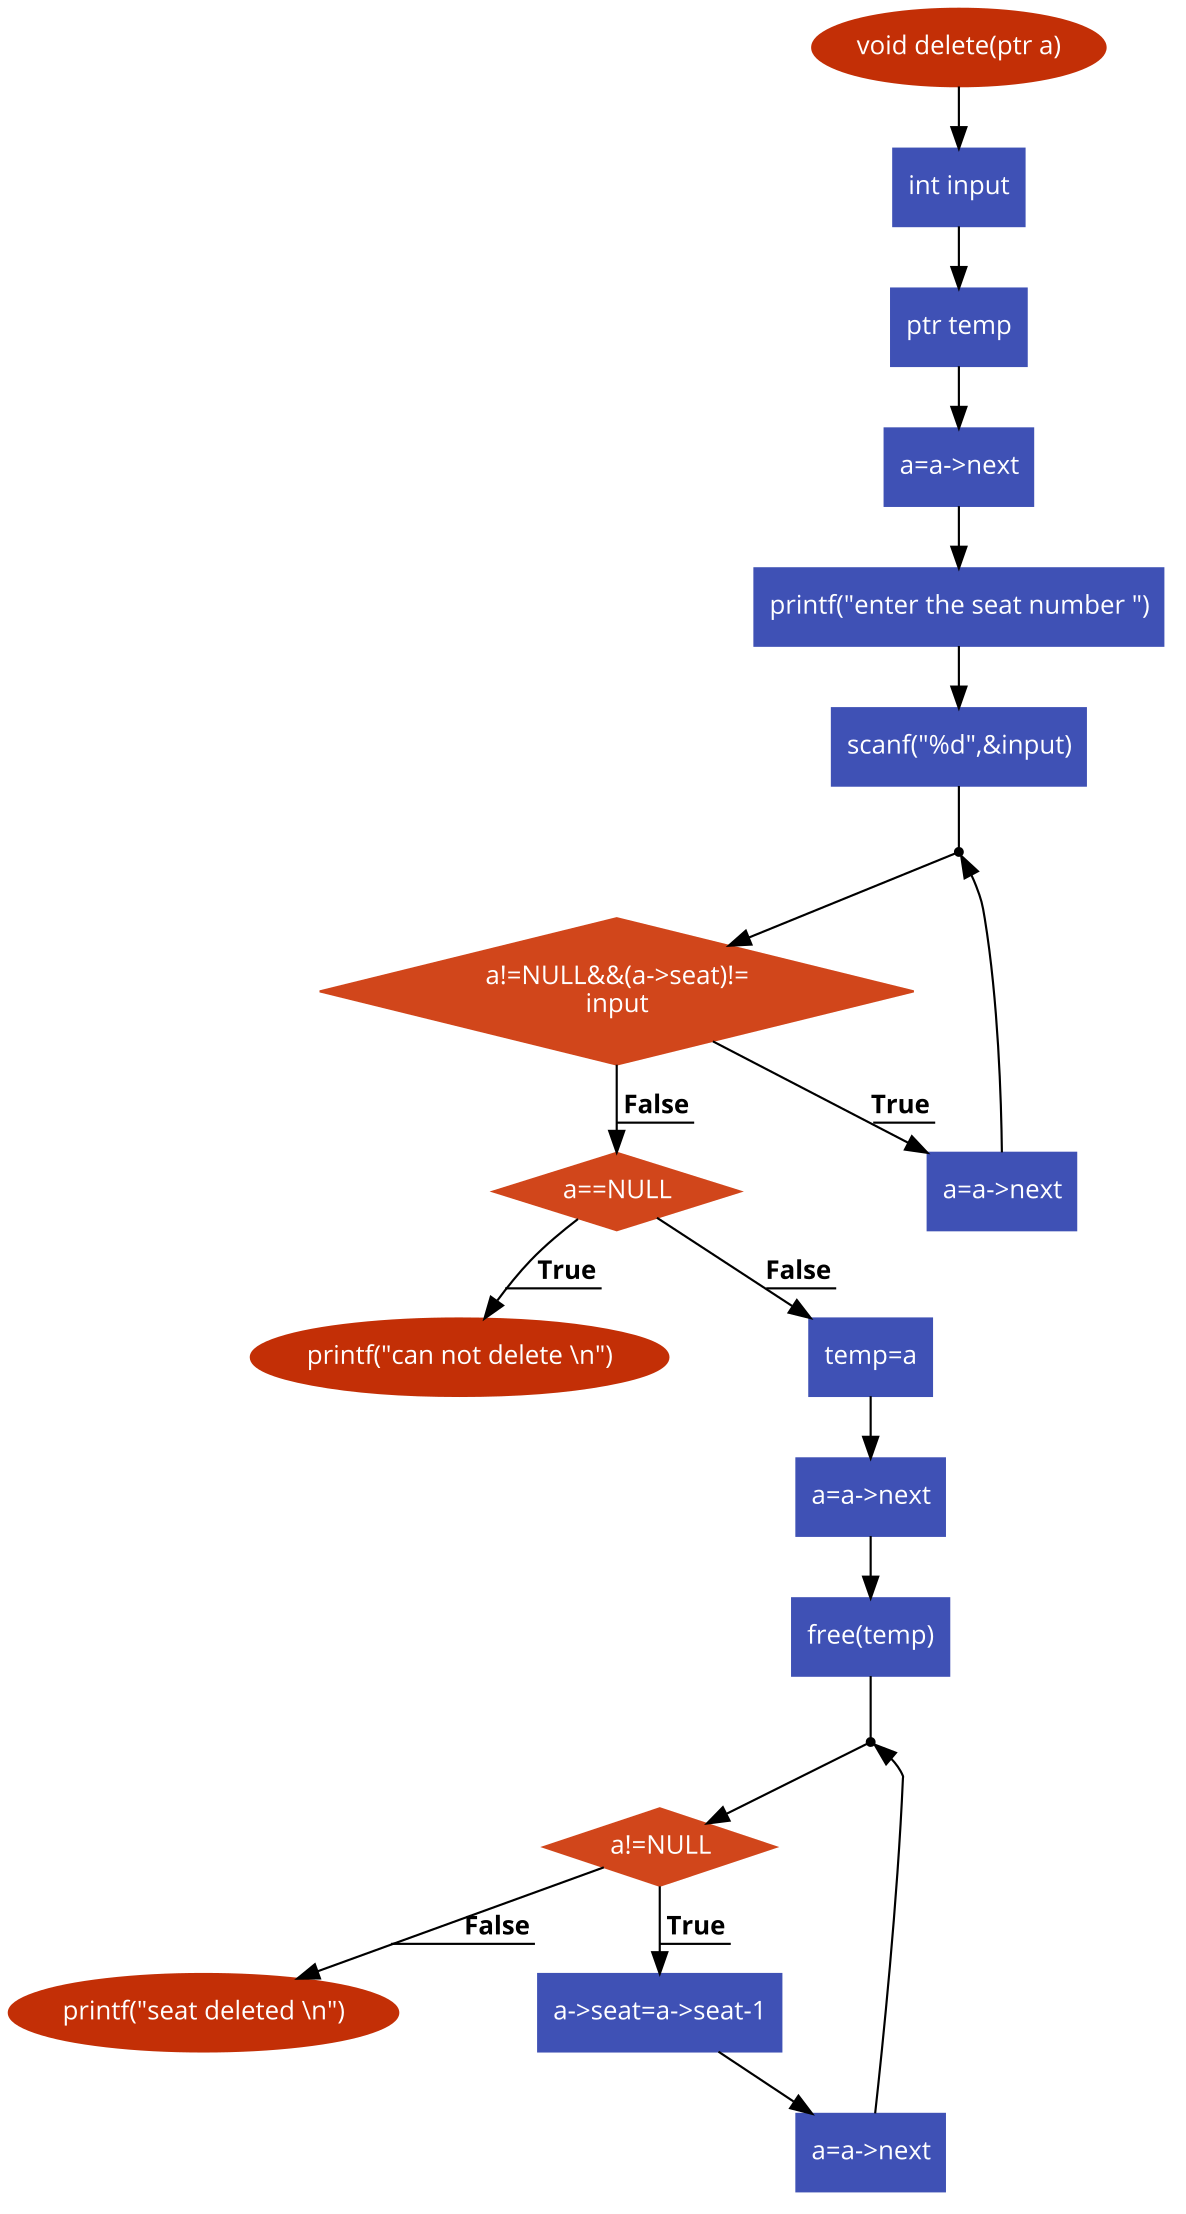 void delete(ptr a)
int input
ptr temp
a=a->next
printf("enter the seat number ")
scanf("%d",&input)
a!=NULL&&(a->seat)!=
input
False
True
a==NULL
a=a->next
True
False
printf("can not delete \n")
temp=a
a=a->next
free(temp)
a!=NULL
False
True
printf("seat deleted \n")
a->seat=a->seat-1
a=a->next